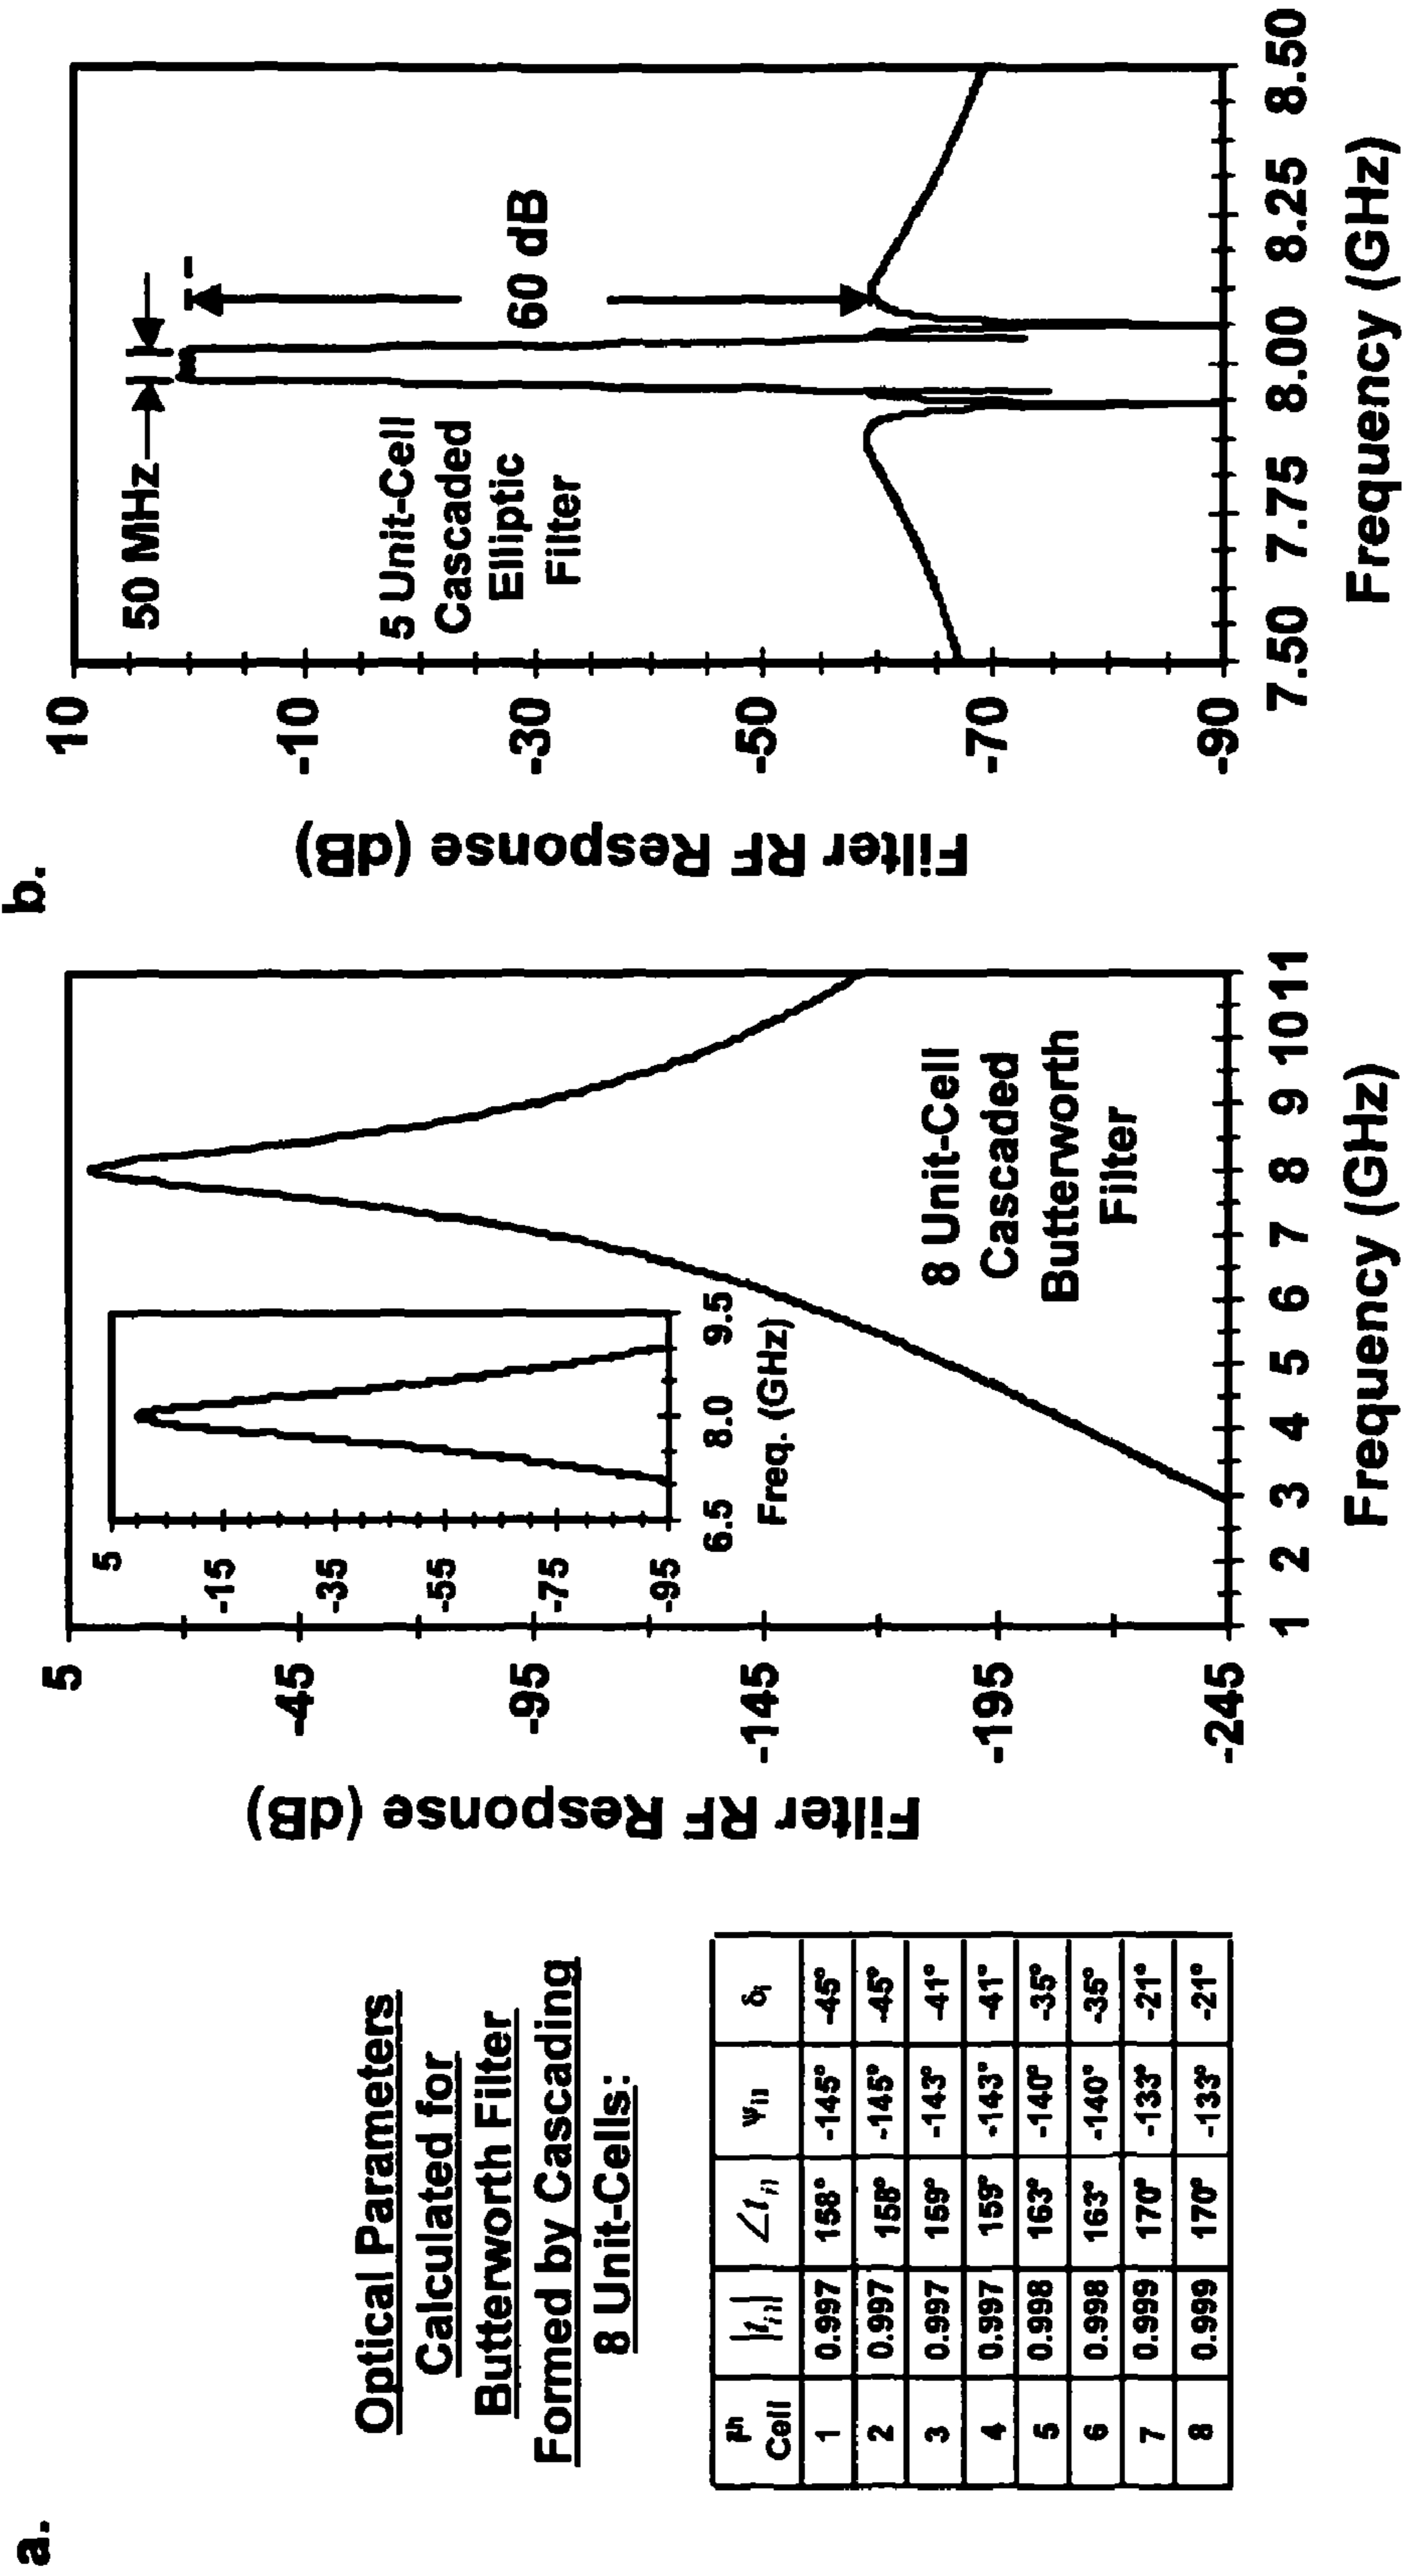 a.
Optical Parameters
Calculated for
Butterworth Filter
Formed by Cascading
8 Unit-Cells:
ith Cell |ti1| ∠ti1 ψi1 δi
1 0.997 158° -145° -45°
2 0.997 158° -145° -45°
3 0.997 159° -143° -41°
4 0.997 159° -143° -41°
5 0.998 163° -140° -35°
6 0.998 163° -140° -35°
7 0.999 170° -133° -21°
8 0.999 170° -133° -21°
Filter RF Response (dB)
5
-45
-95
-145
-195
-245
1 2 3 4 5 6 7 8 9 10 11
Frequency (GHz)
5
-15
-35
-55
-75
-95
6.5 8.0 9.5
Freq. (GHz)
8 Unit-Cell
Cascaded
Butterworth
Filter
b.
Filter RF Response (dB)
10
-10
-30
-50
-70
-90
7.50 7.75 8.00 8.25 8.50
Frequency (GHz)
50 MHz
5 Unit-Cell
Cascaded
Elliptic
Filter
60 dB